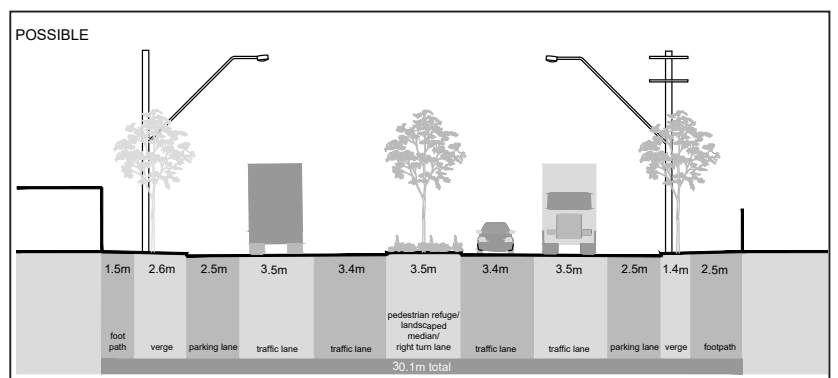 POSSIBLE
1.5m 2.6m 2.5m 3.5m 3.4m 3.5m 3.4m 3.5m 2.5m 1.4m 2.5m
foot
path
verge
parking lane
traffic lane
traffic lane
pedestrian refuge/
landscaped
median/
right turn lane
traffic lane
traffic lane
parking lane
verge
footpath
30.1m total